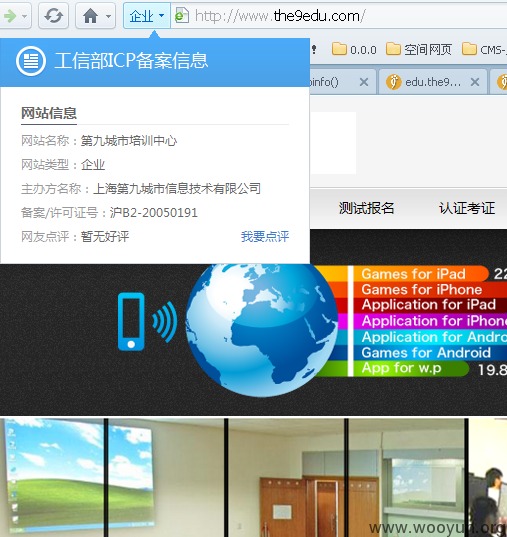 企业
http://www.the9edu.com/
0.0.0
空间网页
CMS-
工信部ICP备案信息
pinfo()
edu.the9...
网站信息
网站名称：第九城市培训中心
网站类型：企业
主办方名称：上海第九城市信息技术有限公司
备案/许可证号：沪B2-20050191
网友点评：暂无好评
我要点评
测试报名
认证考证
Games for iPad
22
Games for iPhone
Application for iPad
Application for iPhone
Application for Andro
Games for Android
App for w.p
19.8
www.wooyun.org